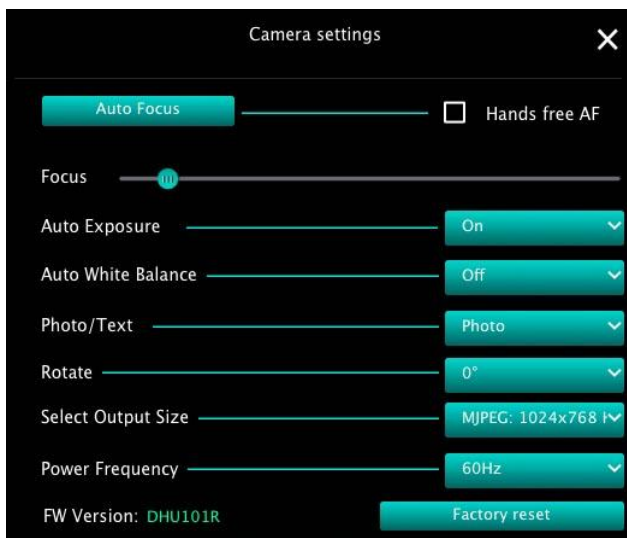 Camera settings
Auto Focus Hands free AF
Focus
Auto Exposure On
Auto White Balance Off
Photo/Text Photo
Rotate 0°
Select Output Size MJPEG: 1024x768
Power Frequency 60Hz
FW Version: DHU101R Factory reset